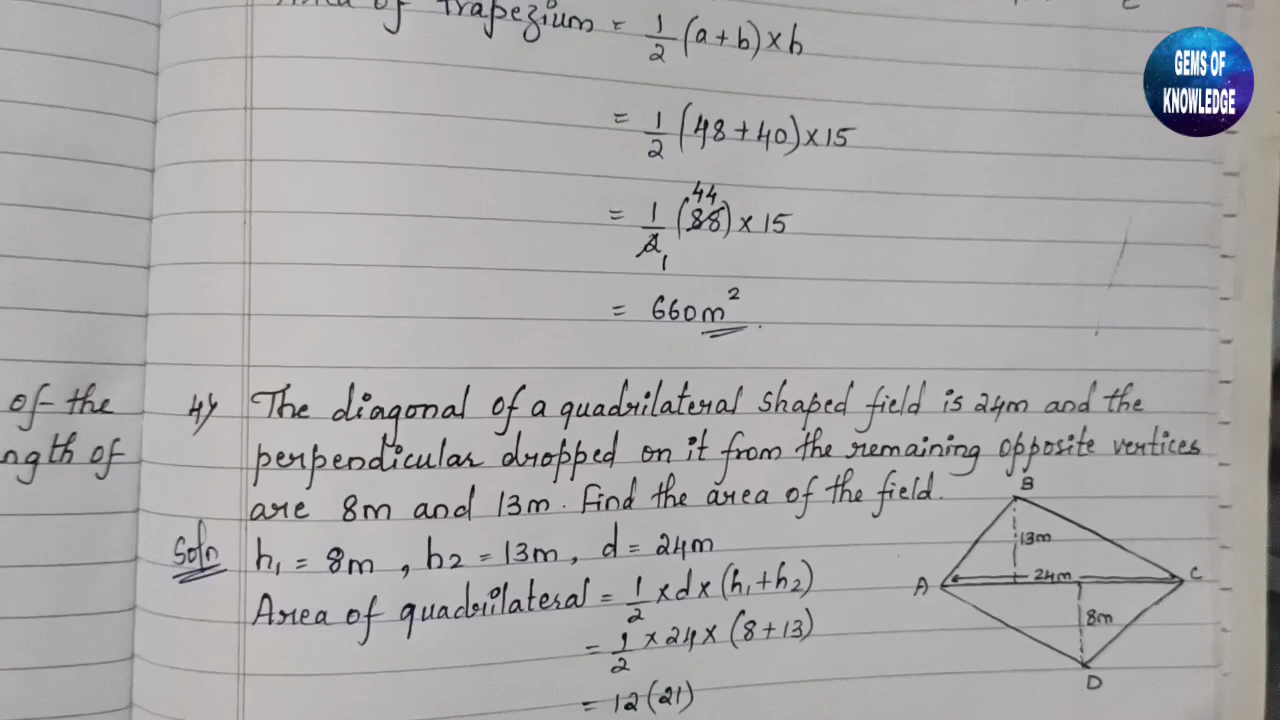 of Trapezium = 1/2 (a+b)×h
= 1/2 (48+40)×15
44
= 1/2 (88)×15
1
= 660m²
GEMS OF
KNOWLEDGE
of the
ngth of
4) The diagonal of a quadrilateral shaped field is 24m and the
perpendicular dropped on it from the remaining opposite vertices
are 8m and 13m. Find the area of the field.
Soln h₁ = 8m, h2 = 13m, d = 24m
Area of quadrilateral = 1/2 ×d×(h₁+h₂)
= 1/2 ×24×(8+13)
= 12(21)
B
13m
A 24m C
8m
D